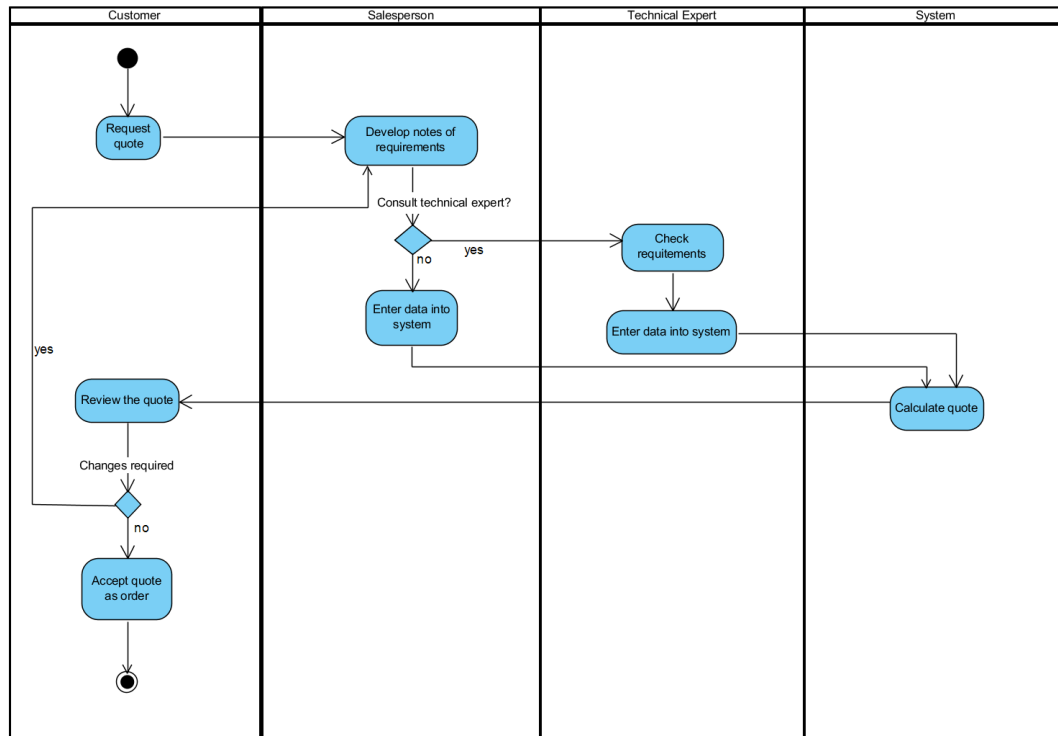 Customer
Salesperson
Technical Expert
System
Request
quote
Develop notes of
requirements
Consult technical expert?
yes
no
Check
requitements
Enter data into
system
Enter data into system
yes
Review the quote
Calculate quote
Changes required
no
Accept quote
as order